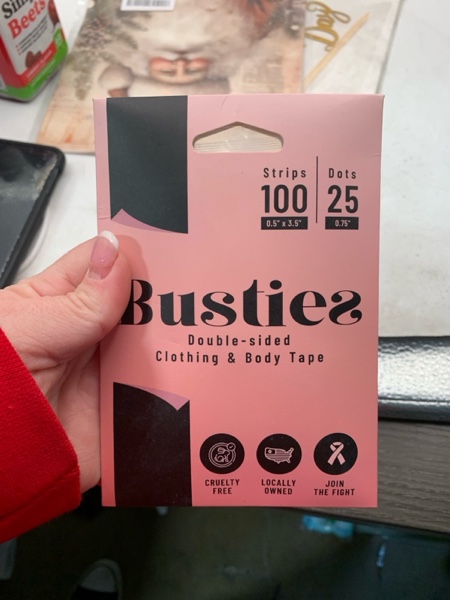 Beets
Day
Strips
100
0.5" x 3.5"
Dots
25
0.75"
Busties
Double-sided
Clothing & Body Tape
CRUELTY
FREE
LOCALLY
OWNED
JOIN
THE FIGHT